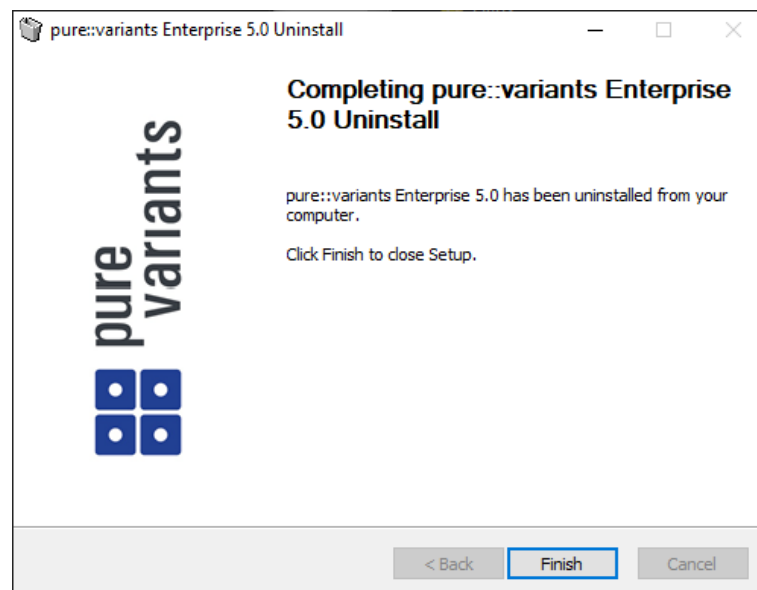 pure::variants Enterprise 5.0 Uninstall
Completing pure::variants Enterprise
5.0 Uninstall
pure::variants Enterprise 5.0 has been uninstalled from your
computer.
Click Finish to close Setup.
pure
variants
< Back
Finish
Cancel